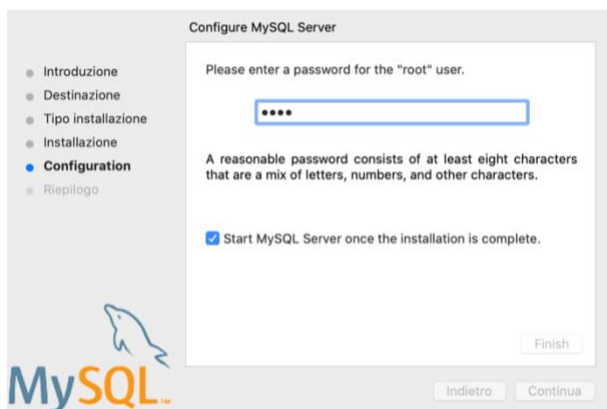 Configure MySQL Server
Introduzione
Destinazione
Tipo installazione
Installazione
Configuration
Riepilogo
Please enter a password for the "root" user.
••••
A reasonable password consists of at least eight characters
that are a mix of letters, numbers, and other characters.
Start MySQL Server once the installation is complete.
Finish
MySQL™
Indietro
Continua